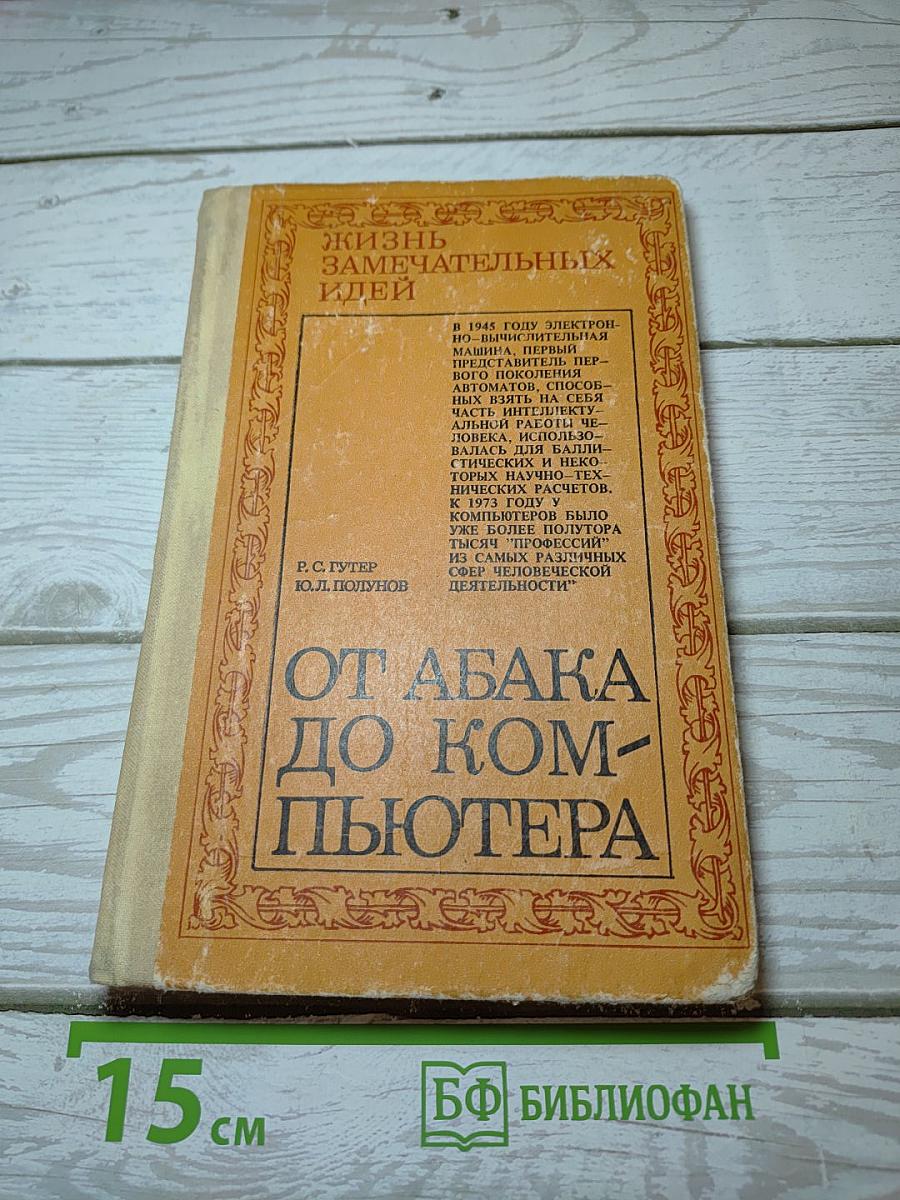 ЖИЗНЬ
ЗАМЕЧАТЕЛЬНЫХ
ИДЕЙ
В 1945 ГОДУ ЭЛЕКТРОН-
НО–ВЫЧИСЛИТЕЛЬНАЯ
МАШИНА, ПЕРВЫЙ
ПРЕДСТАВИТЕЛЬ ПЕР-
ВОГО ПОКОЛЕНИЯ
АВТОМАТОВ, СПОСОБ-
НЫХ ВЗЯТЬ НА СЕБЯ
ЧАСТЬ ИНТЕЛЛЕКТУ-
АЛЬНОЙ РАБОТЫ ЧЕ-
ЛОВЕКА, ИСПОЛЬЗО-
ВАЛАСЬ ДЛЯ БАЛЛИ-
СТИЧЕСКИХ И НЕКО-
ТОРЫХ НАУЧНО–ТЕХ-
НИЧЕСКИХ РАСЧЕТОВ.
К 1973 ГОДУ У
КОМПЬЮТЕРОВ БЫЛО
УЖЕ БОЛЕЕ ПОЛУТОРА
ТЫСЯЧ "ПРОФЕССИЙ"
ИЗ САМЫХ РАЗЛИЧНЫХ
СФЕР ЧЕЛОВЕЧЕСКОЙ
ДЕЯТЕЛЬНОСТИ"
Р. С. ГУТЕР
Ю. Л. ПОЛУНОВ
ОТ АБАКА
ДО КОМ-
ПЬЮТЕРА
15 см
БФ БИБЛИОФАН